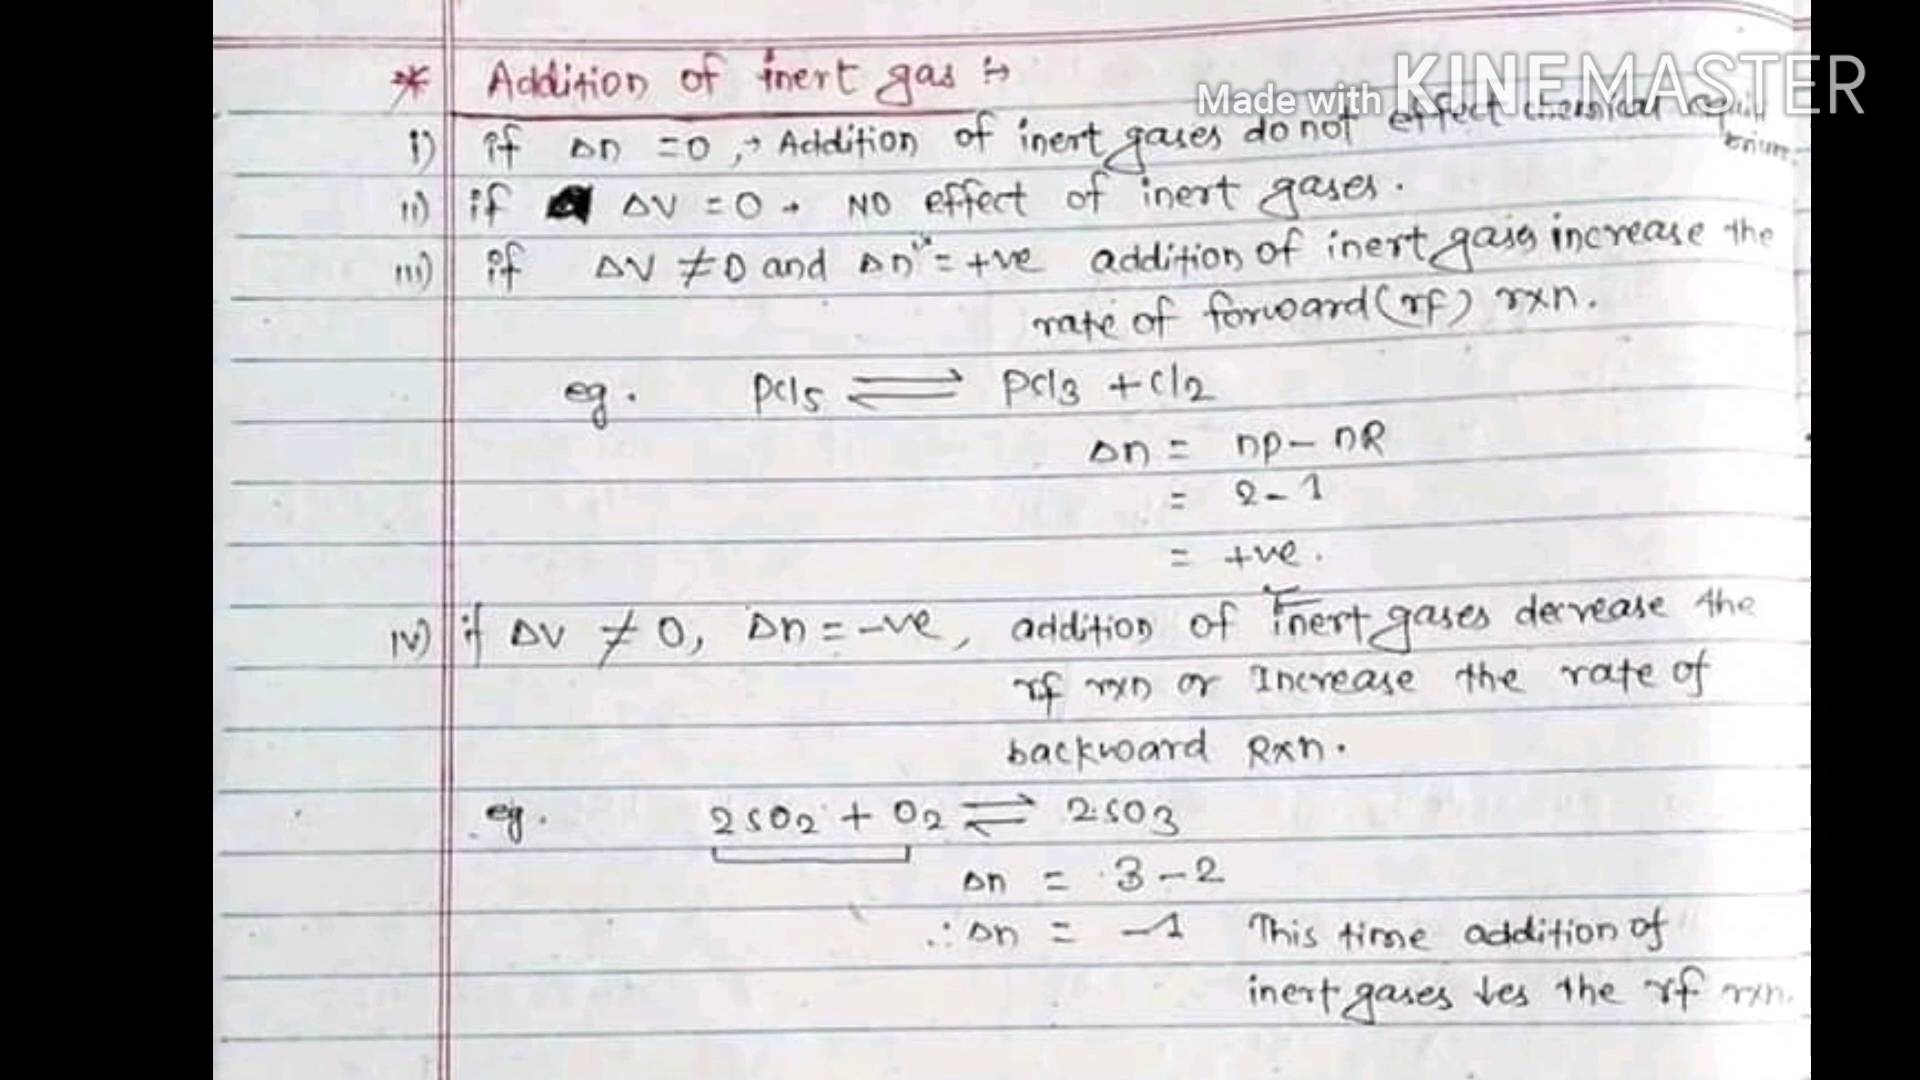 * Addition of inert gas :→
Made with KINEMASTER
i) if Δn = 0, → Addition of inert gases do not effect chemical equili
brium.
ii) if ΔV = 0 → NO effect of inert gases.
iii) if ΔV ≠ 0 and Δn = +ve addition of inert gases increase the
rate of forward (rf) rxn.
eg. PCl5 ⇌ PCl3 + Cl2
Δn = np - nR
= 2 - 1
= +ve.
iv) if ΔV ≠ 0, Δn = -ve, addition of inert gases decrease the
rf rxn or Increase the rate of
backward Rxn.
eg. 2SO2 + O2 ⇌ 2SO3
Δn = 3 - 2
∴ Δn = -1 This time addition of
inert gases ↓es the rf rxn.